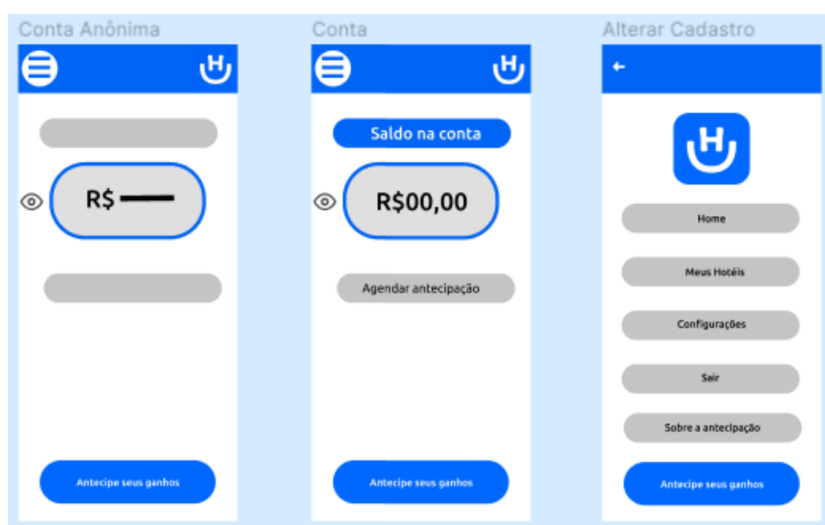 Conta Anônima
H
R$
Antecipe seus ganhos
Conta
H
Saldo na conta
R$00,00
Agendar antecipação
Antecipe seus ganhos
Alterar Cadastro
H
Home
Meus Hotéis
Configurações
Sair
Sobre a antecipação
Antecipe seus ganhos